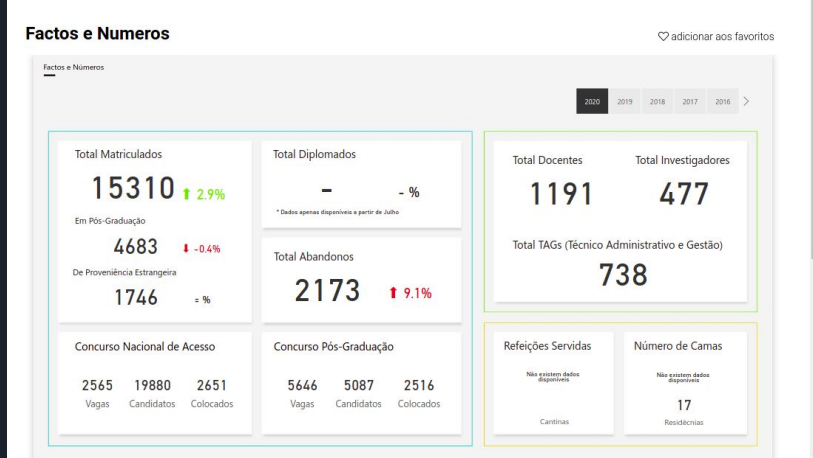 Factos e Numeros
♡ adicionar aos favoritos
Factos e Números
2020 2019 2018 2017 2016 >
Total Matriculados
15310 ⬆ 2.9%
Em Pós-Graduação
4683 ⬇ -0.4%
De Proveniência Estrangeira
1746 = %
Total Diplomados
- - %
* Dados apenas disponíveis a partir de Julho
Total Abandonos
2173 ⬆ 9.1%
Concurso Nacional de Acesso
2565 19880 2651
Vagas Candidatos Colocados
Concurso Pós-Graduação
5646 5087 2516
Vagas Candidatos Colocados
Total Docentes
1191
Total Investigadores
477
Total TAGs (Técnico Administrativo e Gestão)
738
Refeições Servidas
Não existem dados
disponíveis
Cantinas
Número de Camas
Não existem dados
disponíveis
17
Residécnias